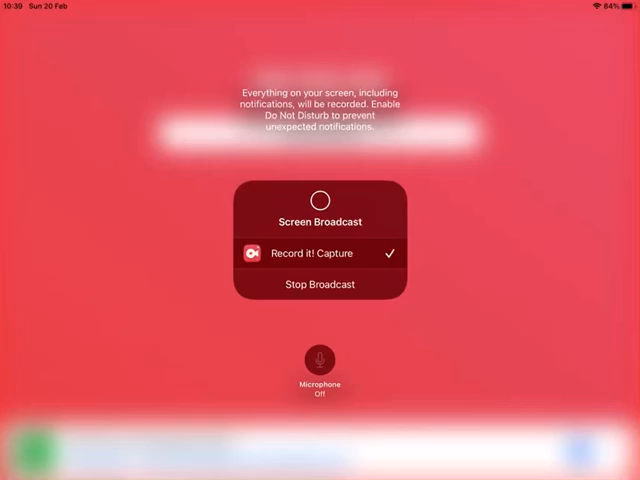 10:39 Sun 20 Feb 84%
Everything on your screen, including
notifications, will be recorded. Enable
Do Not Disturb to prevent
unexpected notifications.
Screen Broadcast
Record it! Capture
Stop Broadcast
Microphone
Off